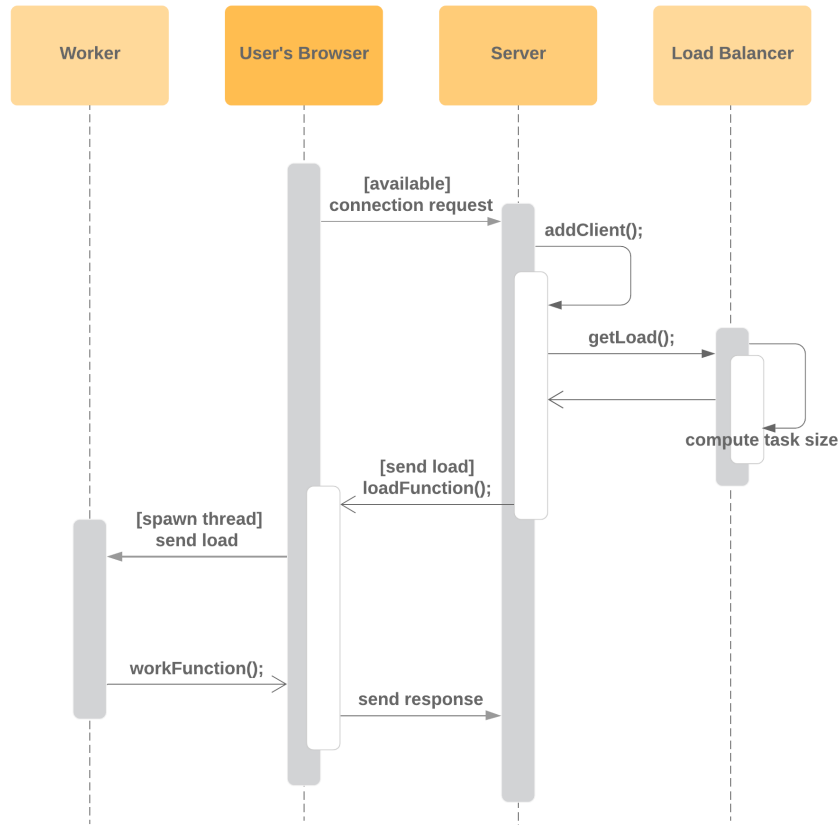 Worker
User's Browser
Server
Load Balancer
[available]
connection request
addClient();
getLoad();
compute task size
[send load]
loadFunction();
[spawn thread]
send load
workFunction();
send response